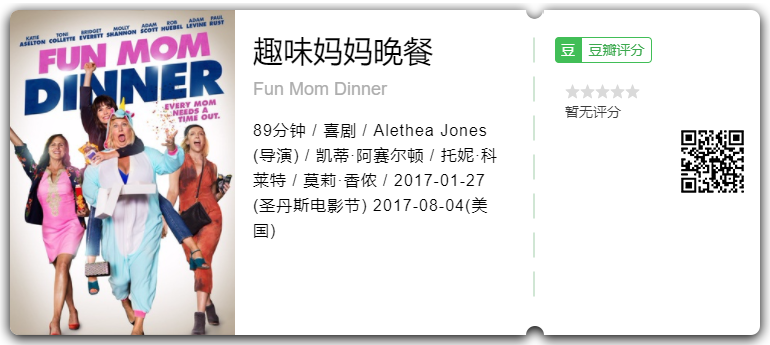 KATIE ASELTON
TONI COLLETTE
BRIDGET EVERETT
MOLLY SHANNON
ADAM SCOTT
ROB HUEBEL
ADAM LEVINE
PAUL RUST
FUN MOM
DINNER
EVERY MOM
NEEDS A
TIME OUT.
趣味妈妈晚餐
Fun Mom Dinner
89分钟 / 喜剧 / Alethea Jones
(导演) / 凯蒂·阿赛尔顿 / 托妮·科
莱特 / 莫莉·香侬 / 2017-01-27
(圣丹斯电影节) 2017-08-04(美
国)
豆 豆瓣评分
暂无评分